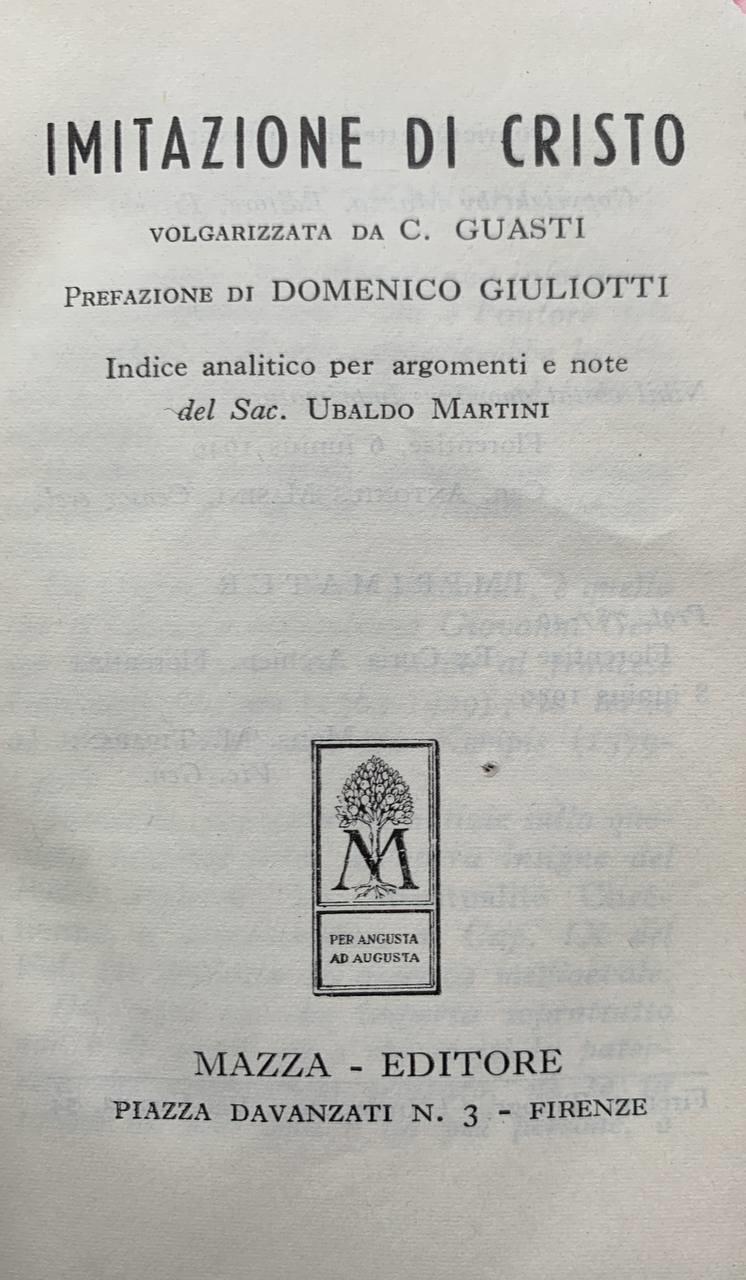 IMITAZIONE DI CRISTO
VOLGARIZZATA DA C. GUASTI
PREFAZIONE DI DOMENICO GIULIOTTI
Indice analitico per argomenti e note
del Sac. UBALDO MARTINI
M
PER ANGUSTA
AD AUGUSTA
MAZZA - EDITORE
PIAZZA DAVANZATI N. 3 - FIRENZE